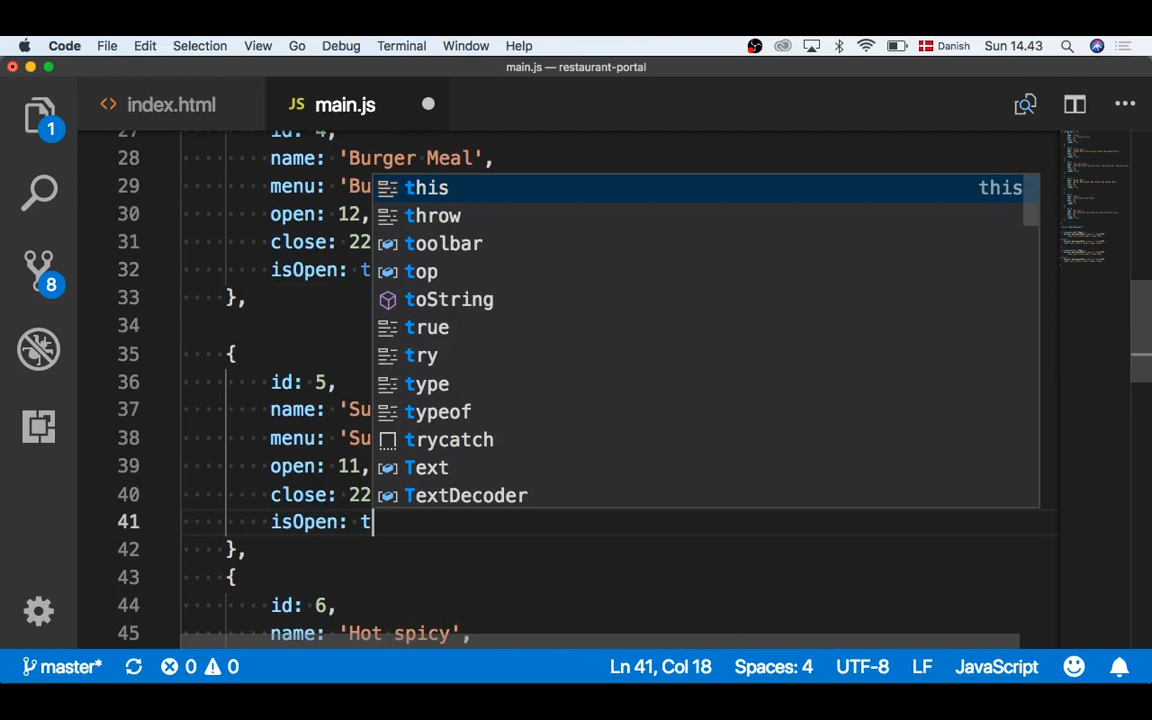 Code File Edit Selection View Go Debug Terminal Window Help Danish Sun 14.43
main.js — restaurant-portal
1 <> index.html JS main.js
27 id: 4,
28 name: 'Burger Meal',
29 menu: 'Bu
30 open: 12,
31 close: 22
32 isOpen: t
33 },
34
35 {
36 id: 5,
37 name: 'Su
38 menu: 'Su
39 open: 11,
40 close: 22
41 isOpen: t
42 },
43 {
44 id: 6,
45 name: 'Hot spicy',
this this
throw
toolbar
top
toString
true
try
type
typeof
trycatch
Text
TextDecoder
8
master* 0 0 Ln 41, Col 18 Spaces: 4 UTF-8 LF JavaScript